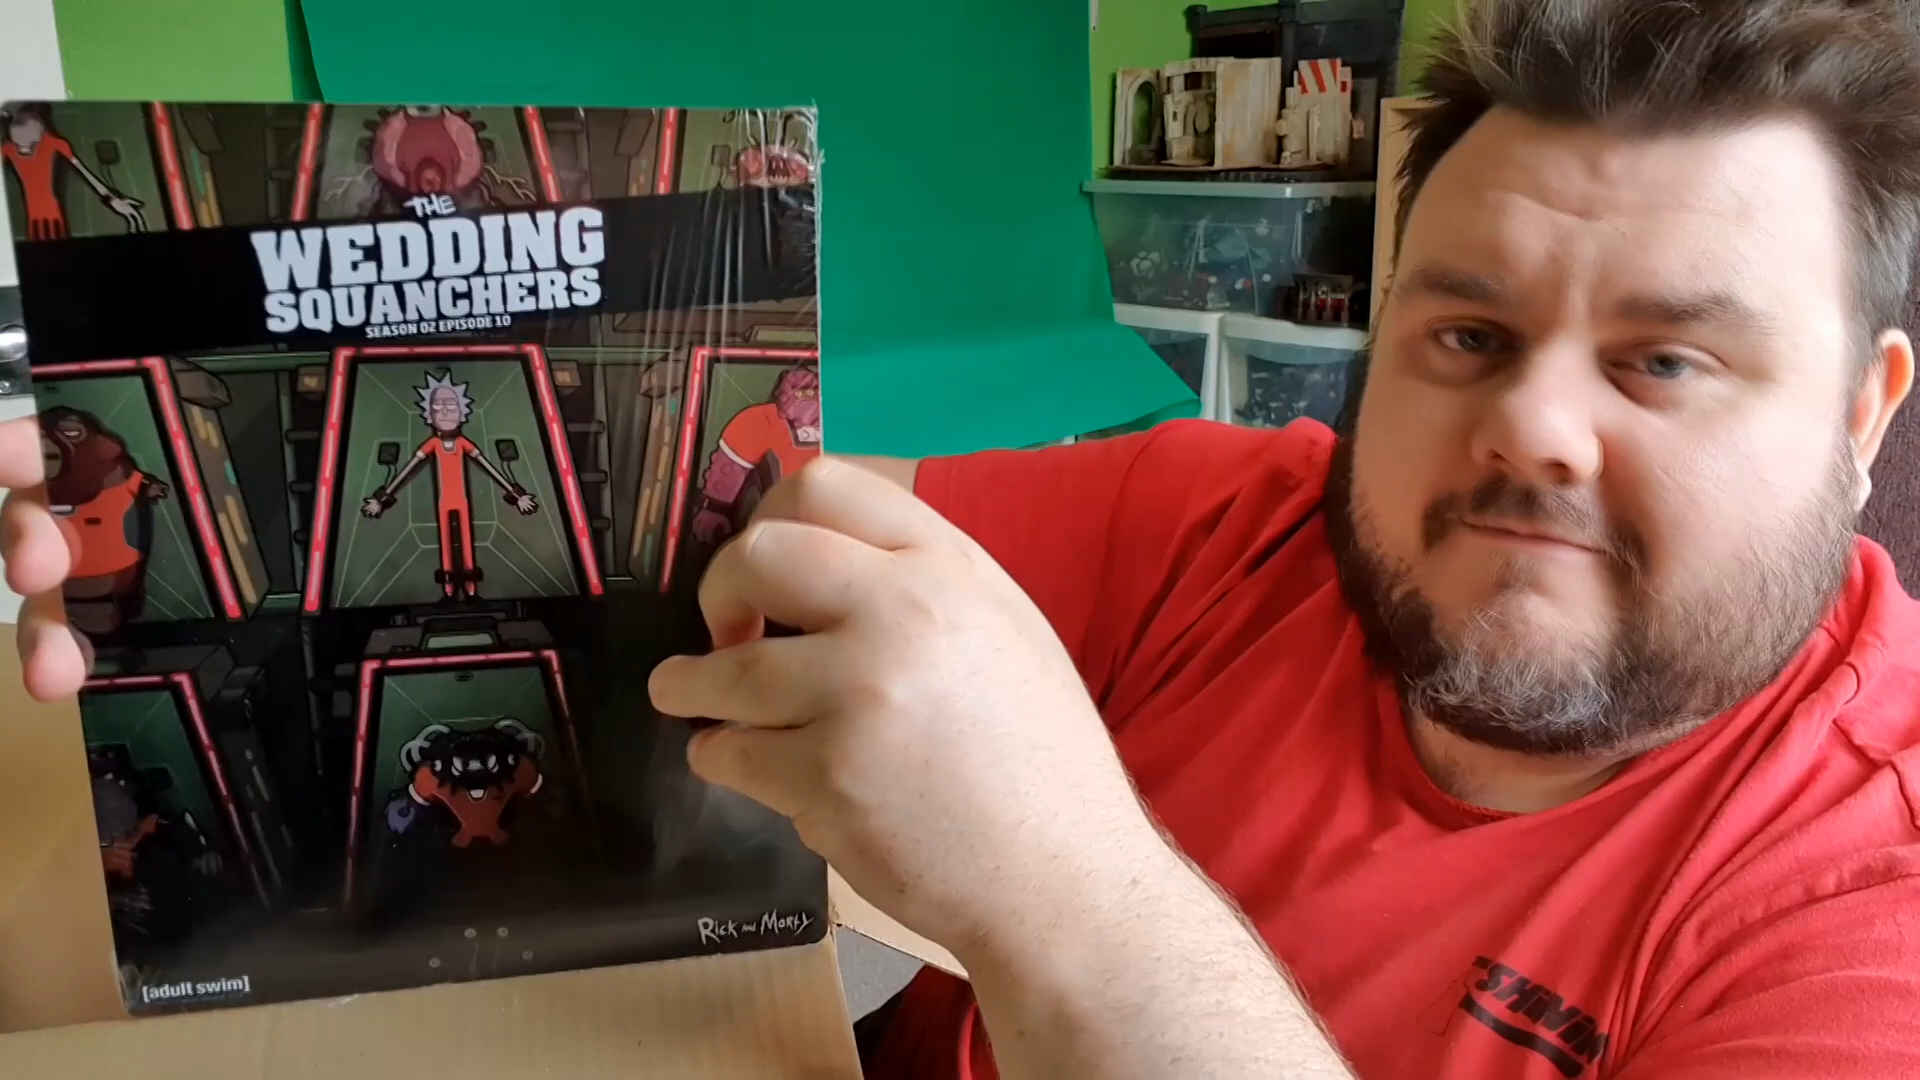 THE
WEDDING
SQUANCHERS
SEASON 02 EPISODE 10
Rick and Morty
[adult swim]